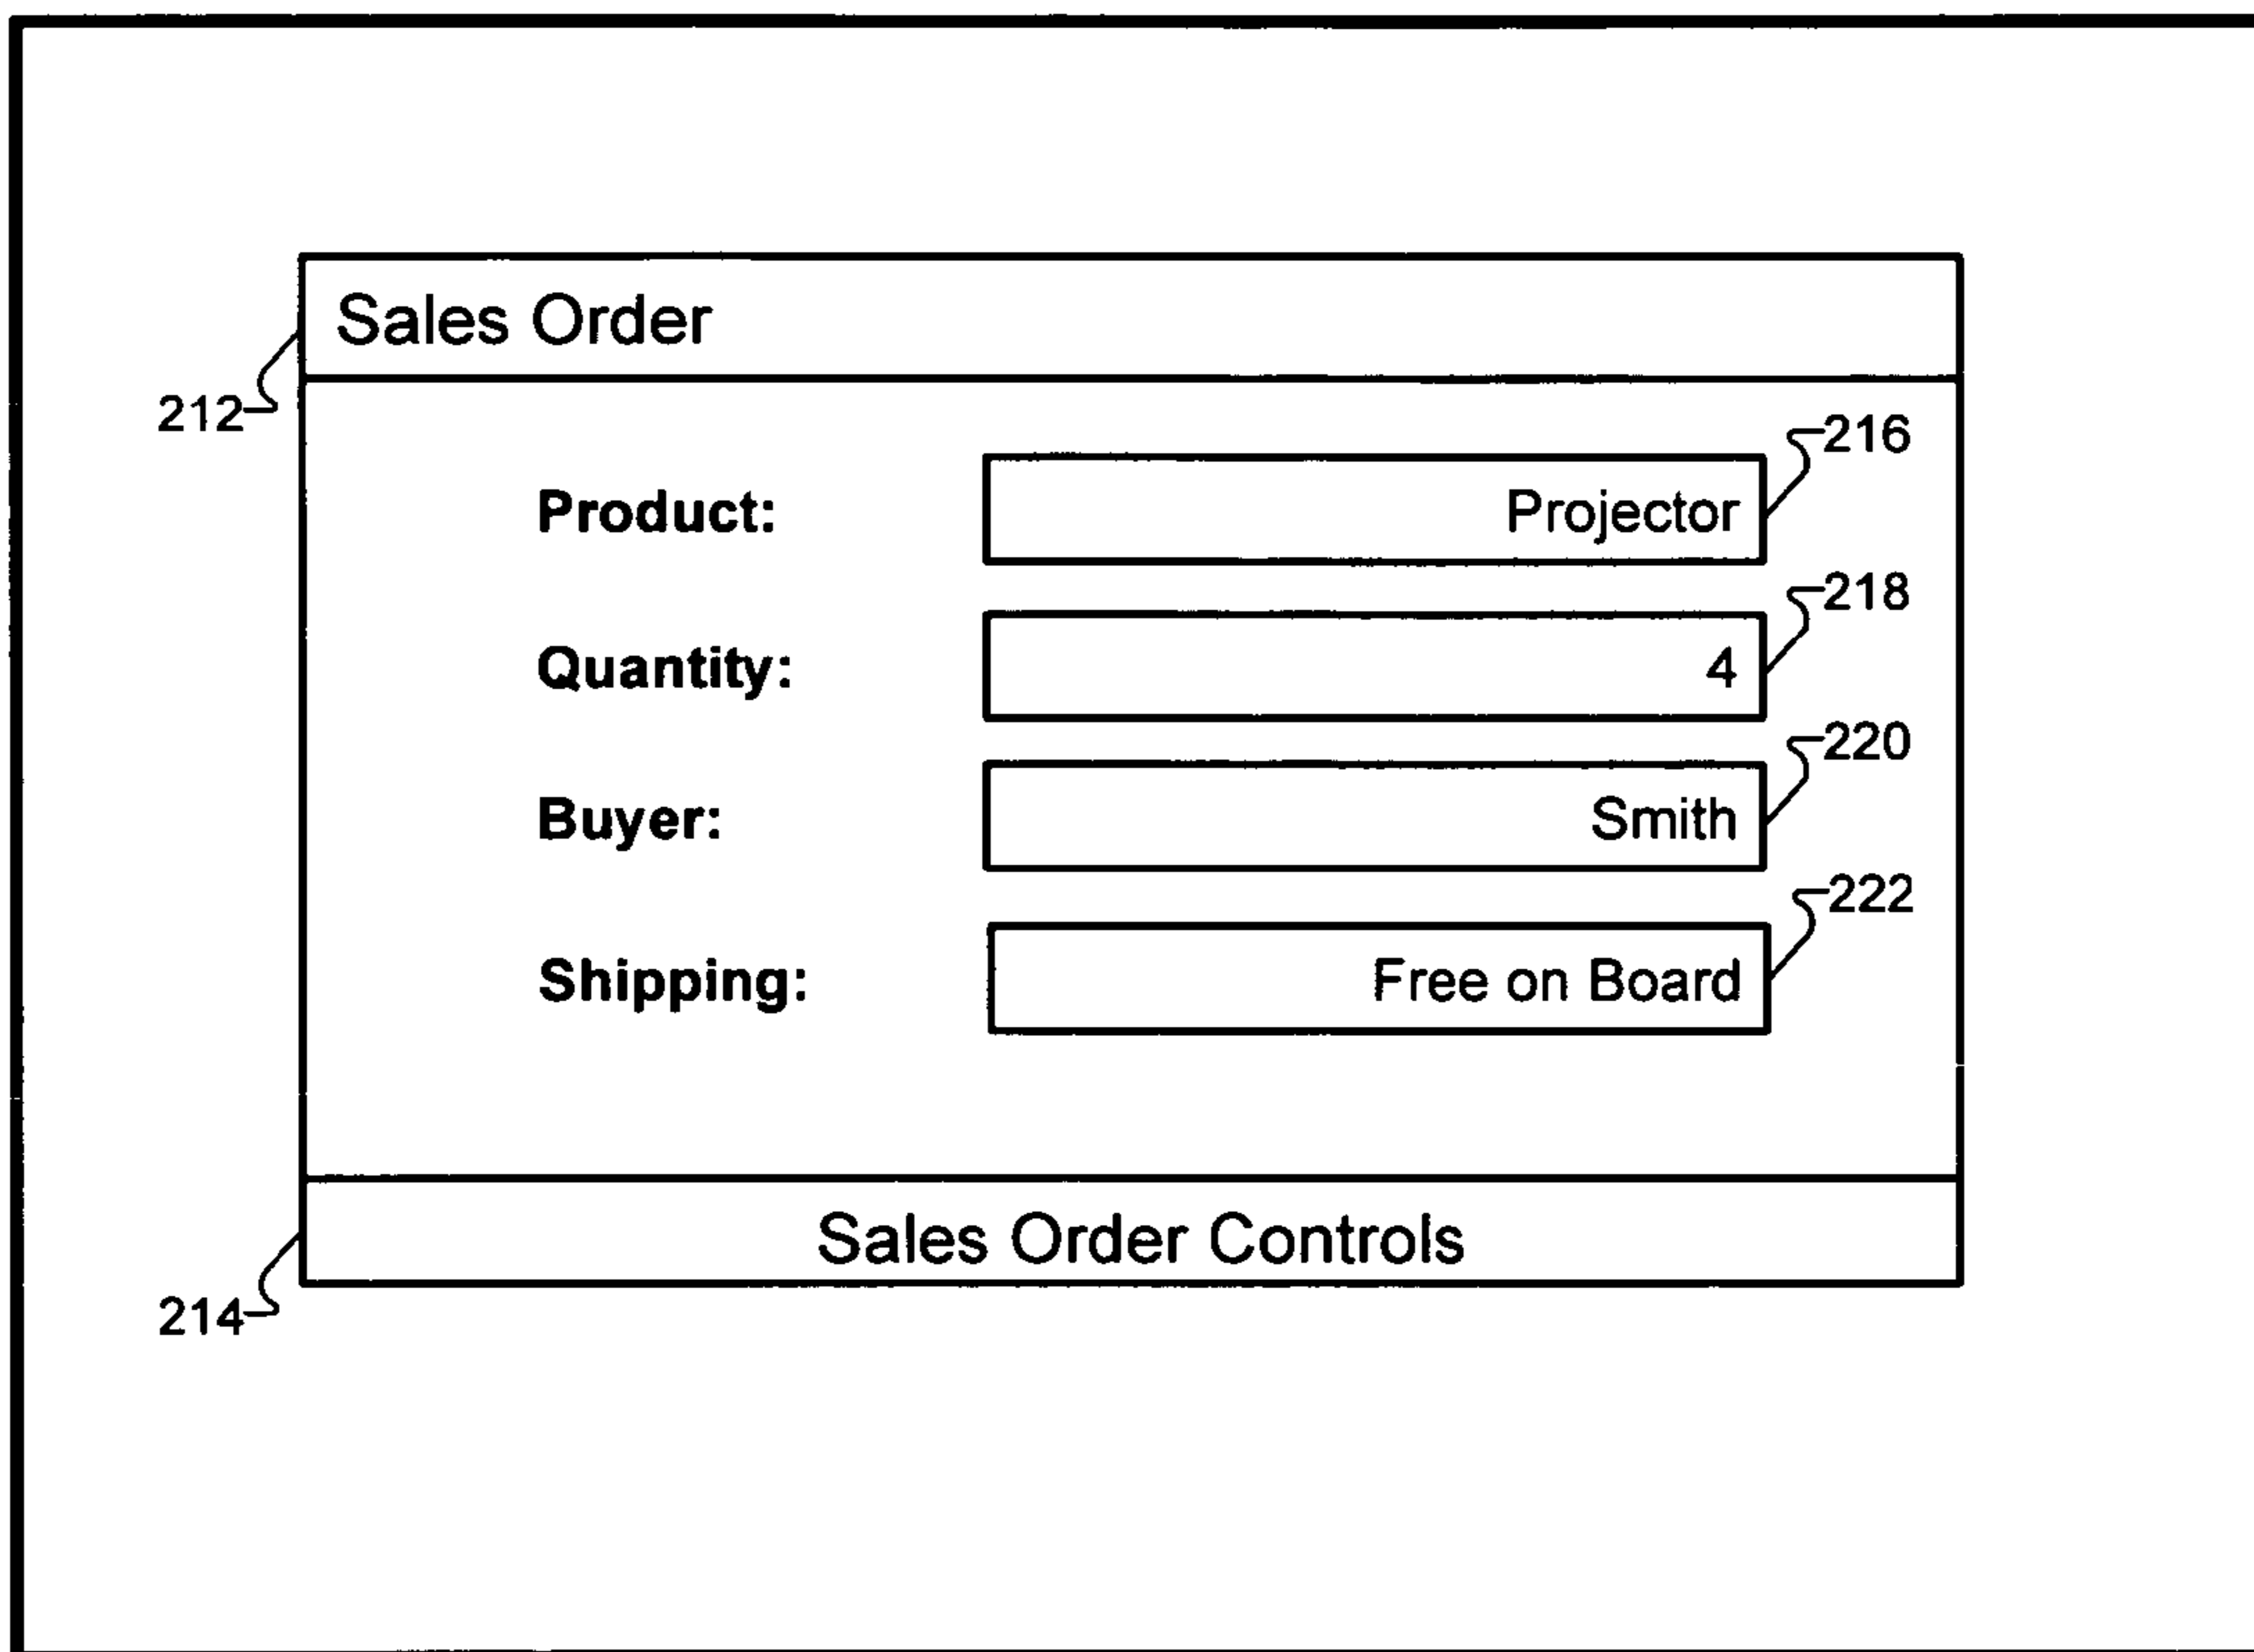 Sales Order
212
216
Product: Projector
218
Quantity: 4
220
Buyer: Smith
222
Shipping: Free on Board
Sales Order Controls
214